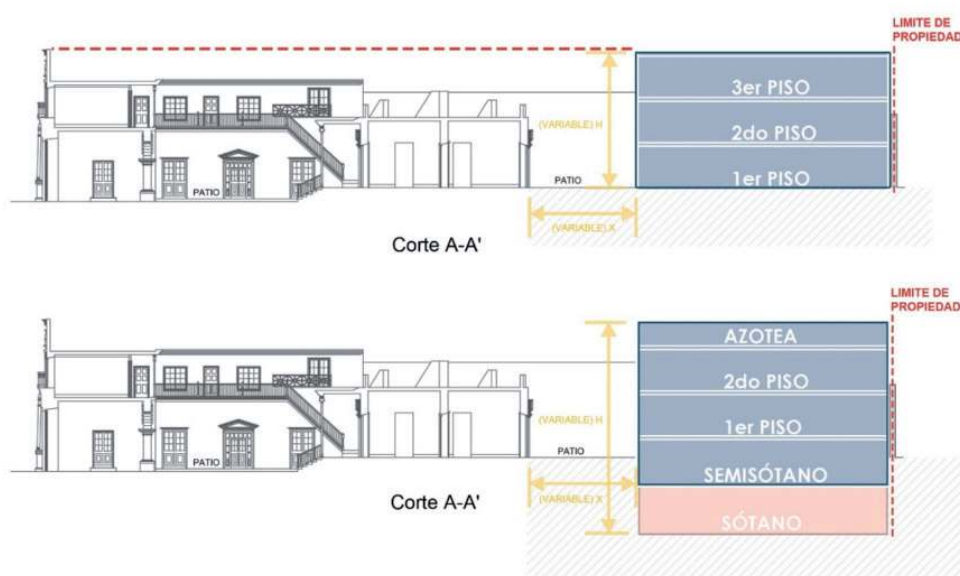 LIMITE DE
PROPIEDAD
3er PISO
(VARIABLE) H
2do PISO
PATIO
PATIO
1er PISO
(VARIABLE) X
Corte A-A'
LIMITE DE
PROPIEDAD
AZOTEA
2do PISO
(VARIABLE) H
1er PISO
PATIO
PATIO
SEMISÓTANO
(VARIABLE) X
Corte A-A'
SÓTANO